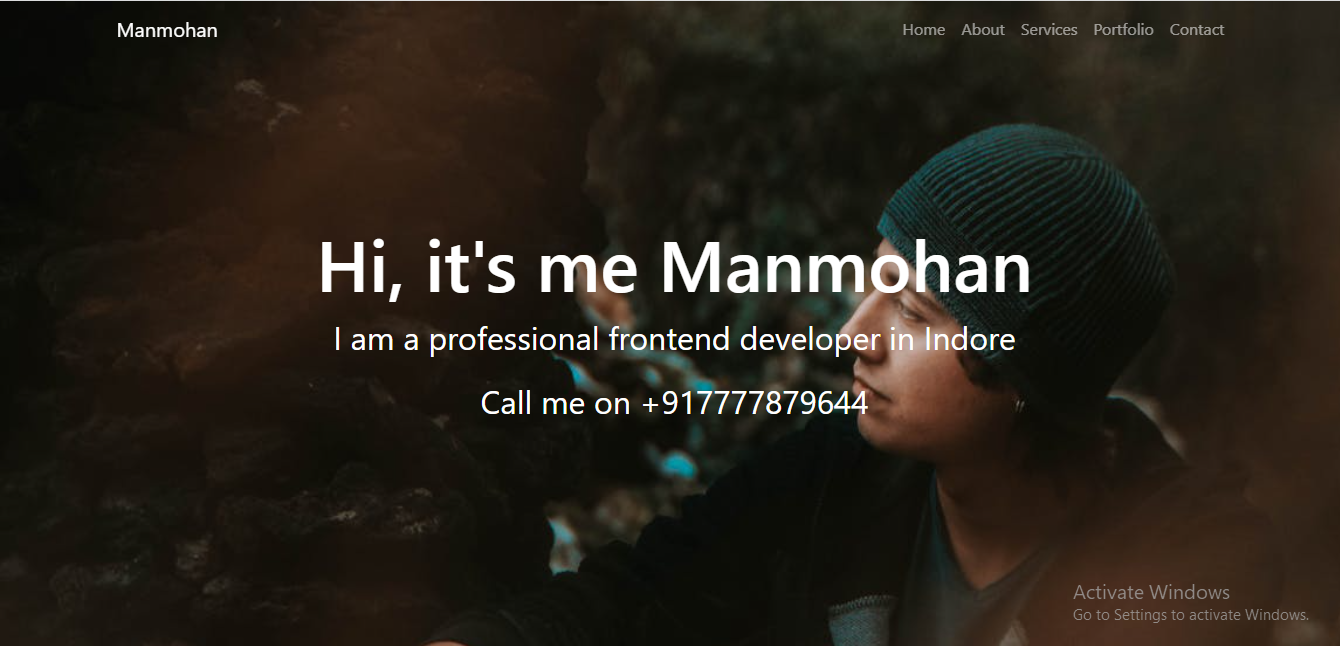 Manmohan
Home About Services Portfolio Contact
Hi, it's me Manmohan
I am a professional frontend developer in Indore
Call me on +917777879644
Activate Windows
Go to Settings to activate Windows.